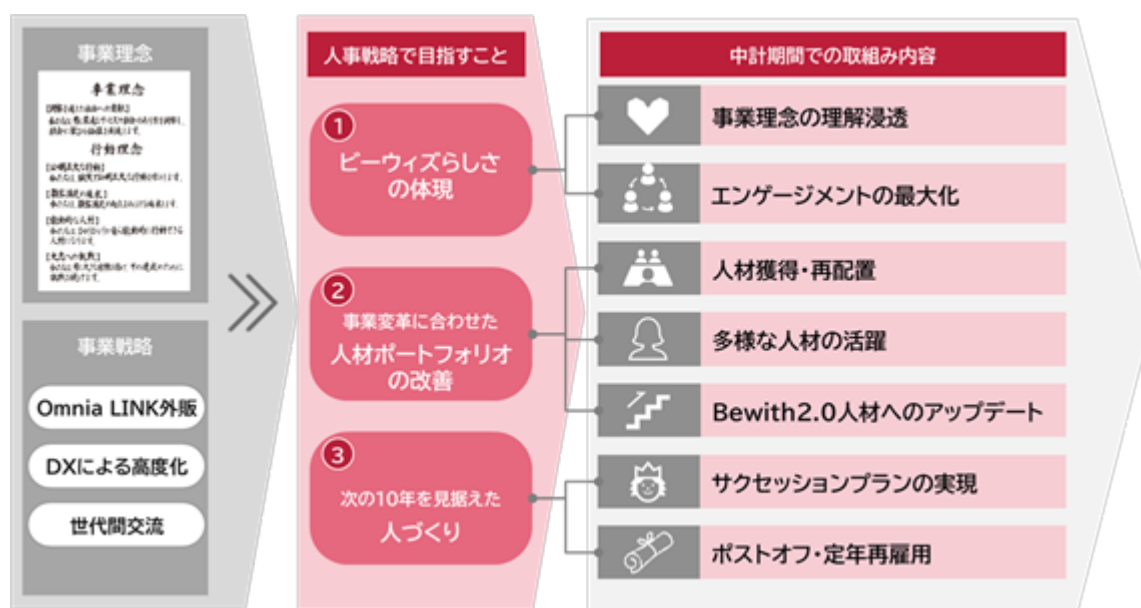 事業理念
事業理念
行動理念
事業戦略
Omnia LINK外販
DXによる高度化
世代間交流
人事戦略で目指すこと
1
ビーウィズらしさ
の体現
2
事業変革に合わせた
人材ポートフォリオ
の改善
3
次の10年を見据えた
人づくり
中計期間での取組み内容
事業理念の理解浸透
エンゲージメントの最大化
人材獲得・再配置
多様な人材の活躍
Bewith2.0人材へのアップデート
サクセッションプランの実現
ポストオフ・定年再雇用